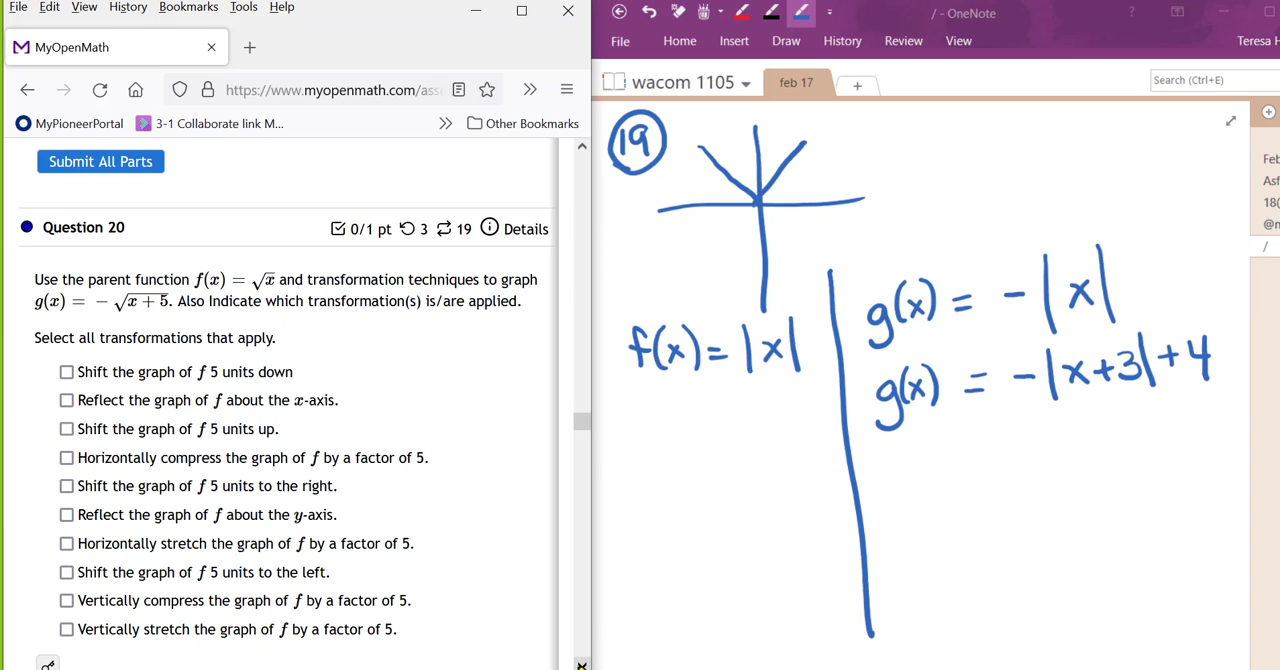 File Edit View History Bookmarks Tools Help
MyOpenMath
https://www.myopenmath.com/ass
MyPioneerPortal 3-1 Collaborate link M... Other Bookmarks
Submit All Parts
Question 20 0/1 pt 3 19 Details
Use the parent function f(x) = √x and transformation techniques to graph
g(x) = −√(x + 5). Also Indicate which transformation(s) is/are applied.
Select all transformations that apply.
Shift the graph of f 5 units down
Reflect the graph of f about the x-axis.
Shift the graph of f 5 units up.
Horizontally compress the graph of f by a factor of 5.
Shift the graph of f 5 units to the right.
Reflect the graph of f about the y-axis.
Horizontally stretch the graph of f by a factor of 5.
Shift the graph of f 5 units to the left.
Vertically compress the graph of f by a factor of 5.
Vertically stretch the graph of f by a factor of 5.
/ - OneNote
File Home Insert Draw History Review View Teresa H
wacom 1105 feb 17 Search (Ctrl+E)
19
f(x) = |x|
g(x) = -|x|
g(x) = -|x+3|+4
Feb
Asf
18(
@m
/